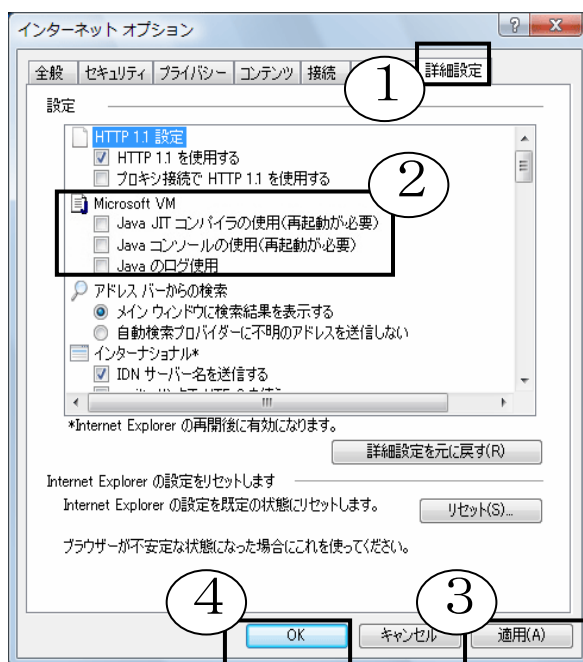 インターネット オプション
全般 セキュリティ プライバシー コンテンツ 接続 詳細設定
1
設定
HTTP 1.1 設定
HTTP 1.1 を使用する
プロキシ接続で HTTP 1.1 を使用する
2
Microsoft VM
Java JIT コンパイラの使用(再起動が必要)
Java コンソールの使用(再起動が必要)
Java のログ使用
アドレス バーからの検索
メイン ウィンドウに検索結果を表示する
自動検索プロバイダーに不明のアドレスを送信しない
インターナショナル*
IDN サーバー名を送信する
*Internet Explorer の再開後に有効になります。
詳細設定を元に戻す(R)
Internet Explorer の設定をリセットします
Internet Explorer の設定を既定の状態にリセットします。
リセット(S)...
ブラウザーが不安定な状態になった場合にこれを使ってください。
4 3
OK キャンセル 適用(A)